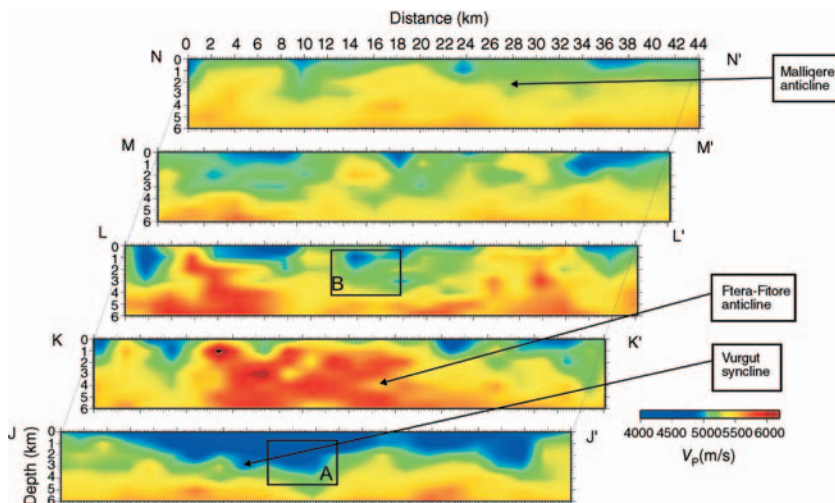 Distance (km)
0 2 4 6 8 10 12 14 16 18 20 22 24 26 28 30 32 34 36 38 40 42 44
N N'
0
1
2
3
4
5
6
Malliqere
anticline
M M'
0
1
2
3
4
5
6
L L'
0
1
2
3
4
5
6
B
Ftera-Fitore
anticline
K K'
0
1
2
3
4
5
6
Vurgut
syncline
J J'
Depth (km)
0
1
2
3
4
5
6
A
4000 4500 5000 5500 6000
VP(m/s)